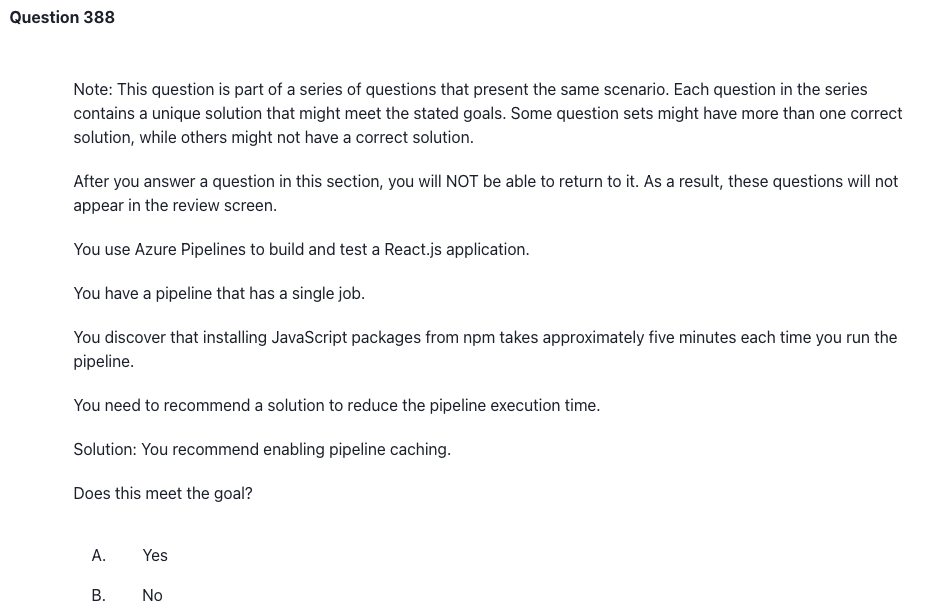 Question 388
Note: This question is part of a series of questions that present the same scenario. Each question in the series
contains a unique solution that might meet the stated goals. Some question sets might have more than one correct
solution, while others might not have a correct solution.
After you answer a question in this section, you will NOT be able to return to it. As a result, these questions will not
appear in the review screen.
You use Azure Pipelines to build and test a React.js application.
You have a pipeline that has a single job.
You discover that installing JavaScript packages from npm takes approximately five minutes each time you run the
pipeline.
You need to recommend a solution to reduce the pipeline execution time.
Solution: You recommend enabling pipeline caching.
Does this meet the goal?
A. Yes
B. No